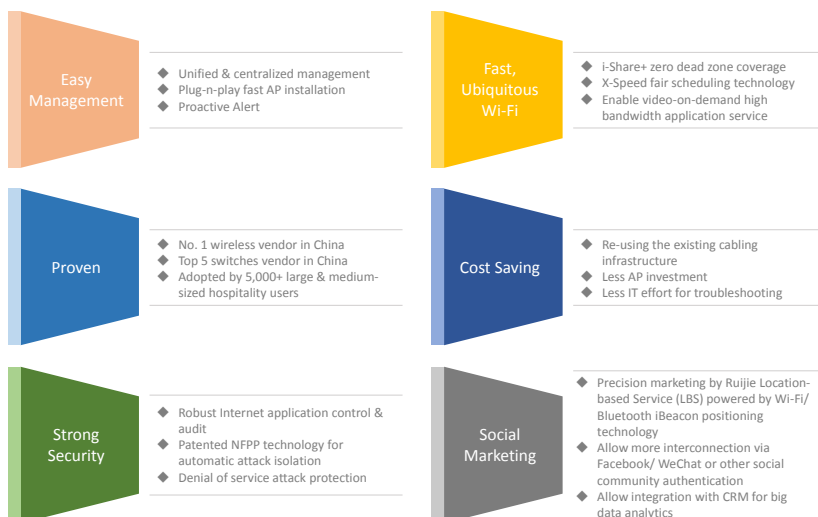 Easy
Management
◆ Unified & centralized management
◆ Plug-n-play fast AP installation
◆ Proactive Alert
Fast,
Ubiquitous
Wi-Fi
◆ i-Share+ zero dead zone coverage
◆ X-Speed fair scheduling technology
◆ Enable video-on-demand high
bandwidth application service
Proven
◆ No. 1 wireless vendor in China
◆ Top 5 switches vendor in China
◆ Adopted by 5,000+ large & medium-
sized hospitality users
Cost Saving
◆ Re-using the existing cabling
infrastructure
◆ Less AP investment
◆ Less IT effort for troubleshooting
Strong
Security
◆ Robust Internet application control &
audit
◆ Patented NFPP technology for
automatic attack isolation
◆ Denial of service attack protection
Social
Marketing
◆ Precision marketing by Ruijie Location-
based Service (LBS) powered by Wi-Fi/
Bluetooth iBeacon positioning
technology
◆ Allow more interconnection via
Facebook/ WeChat or other social
community authentication
◆ Allow integration with CRM for big
data analytics